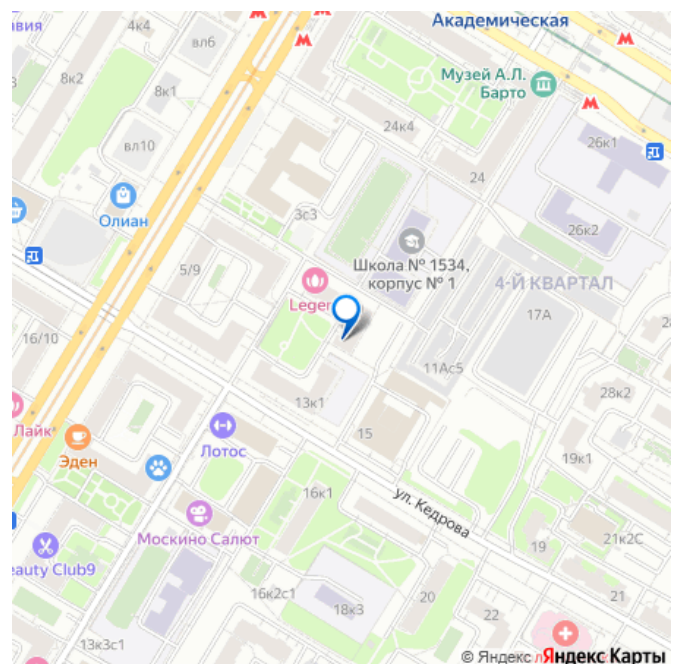 Академическая
авия
4к4
вл6
М
М
М
М
Музей А.Л.
Барто
8к2
8к1
24к4
вл10
26к1
24
Олиан
3с3
26к2
Школа № 1534,
корпус № 1
4-Й КВАРТАЛ
5/9
Leger
17А
16/10
11Ас5
28к2
13к1
Лайк
Лотос
15
Эден
19к1
16к1
ул. Кедрова
Москино Салют
21к2С
19
eauty Club9
16к2с1
18к3
20
21
22
13к3с1
© Яндекс
Яндекс Карты